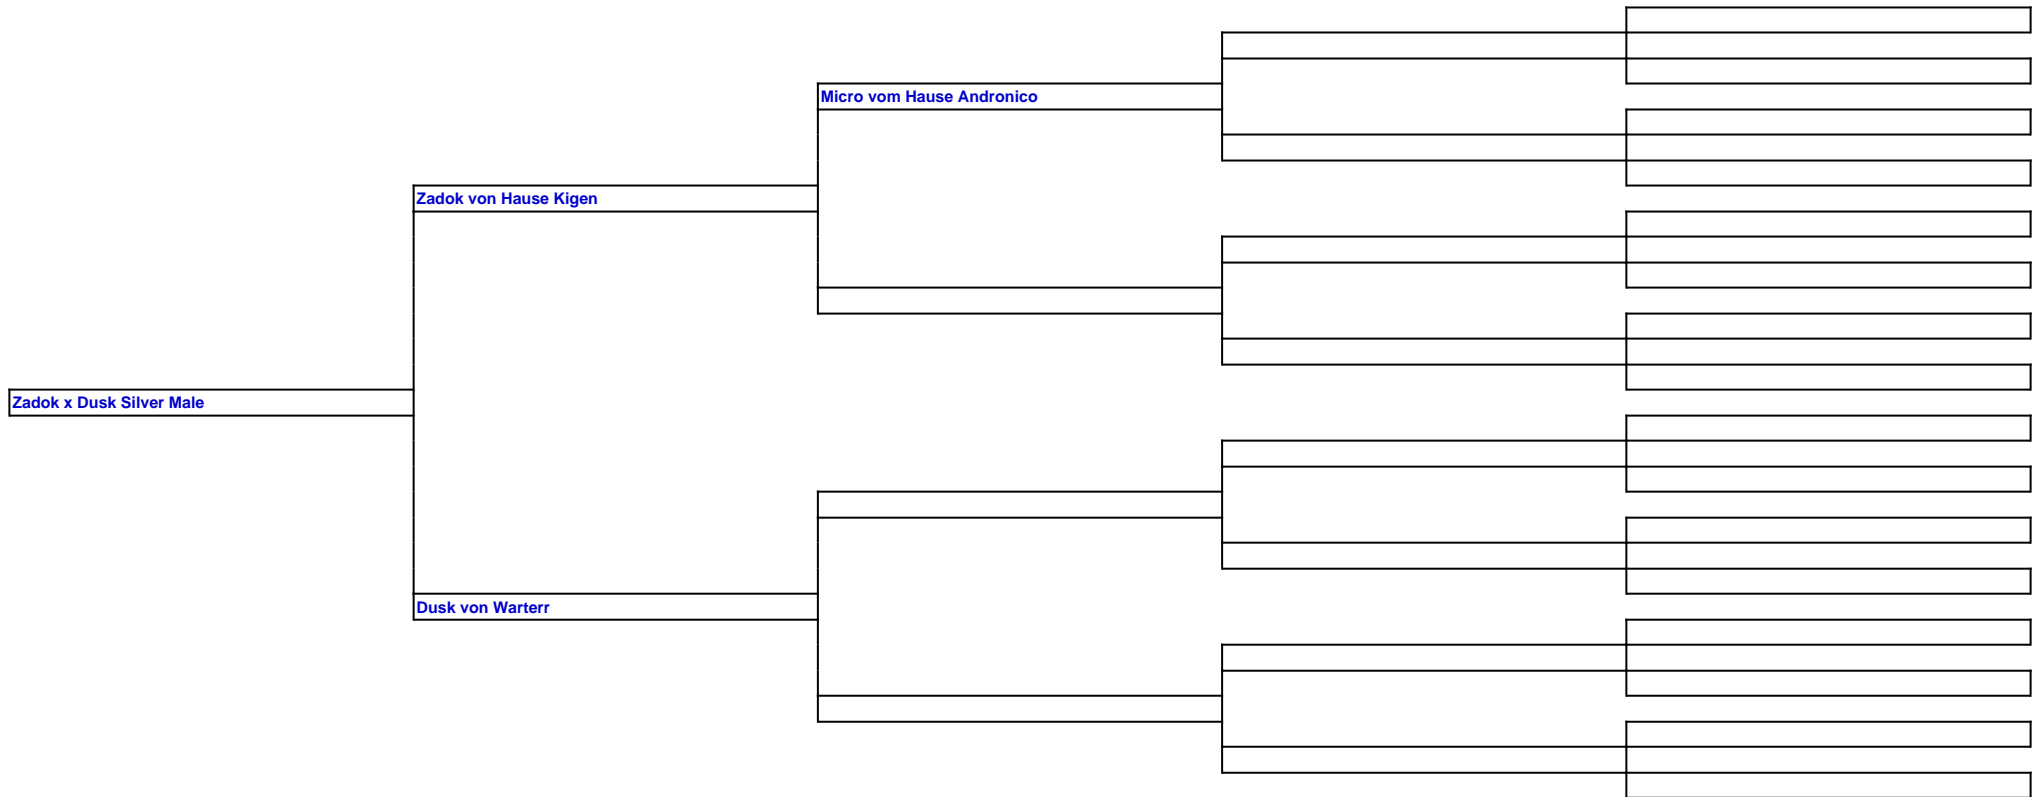 Micro vom Hause Andronico
Zadok von Hause Kigen
Zadok x Dusk Silver Male
Dusk von Warterr